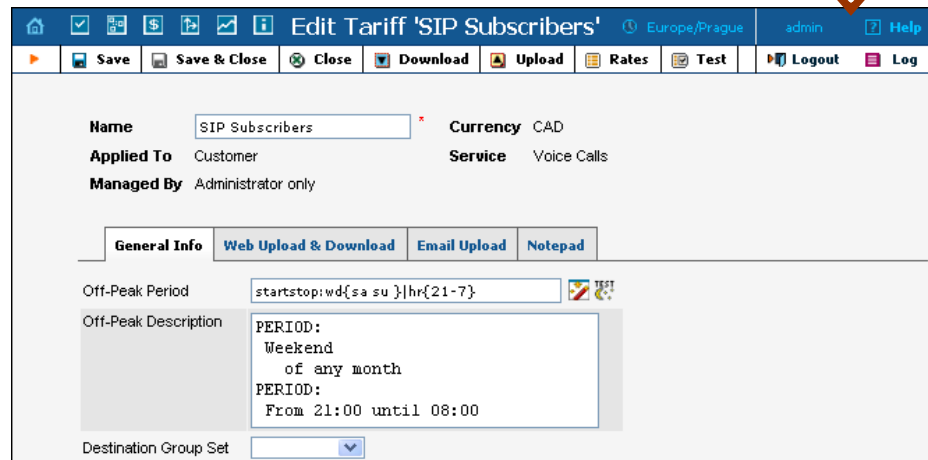 Edit Tariff 'SIP Subscribers' Europe/Prague admin Help
Save Save & Close Close Download Upload Rates Test Logout Log
Name SIP Subscribers * Currency CAD
Applied To Customer Service Voice Calls
Managed By Administrator only
General Info Web Upload & Download Email Upload Notepad
Off-Peak Period startstop:wd{sa su }|hr{21-7} TEST
Off-Peak Description PERIOD:
Weekend
of any month
PERIOD:
From 21:00 until 08:00
Destination Group Set